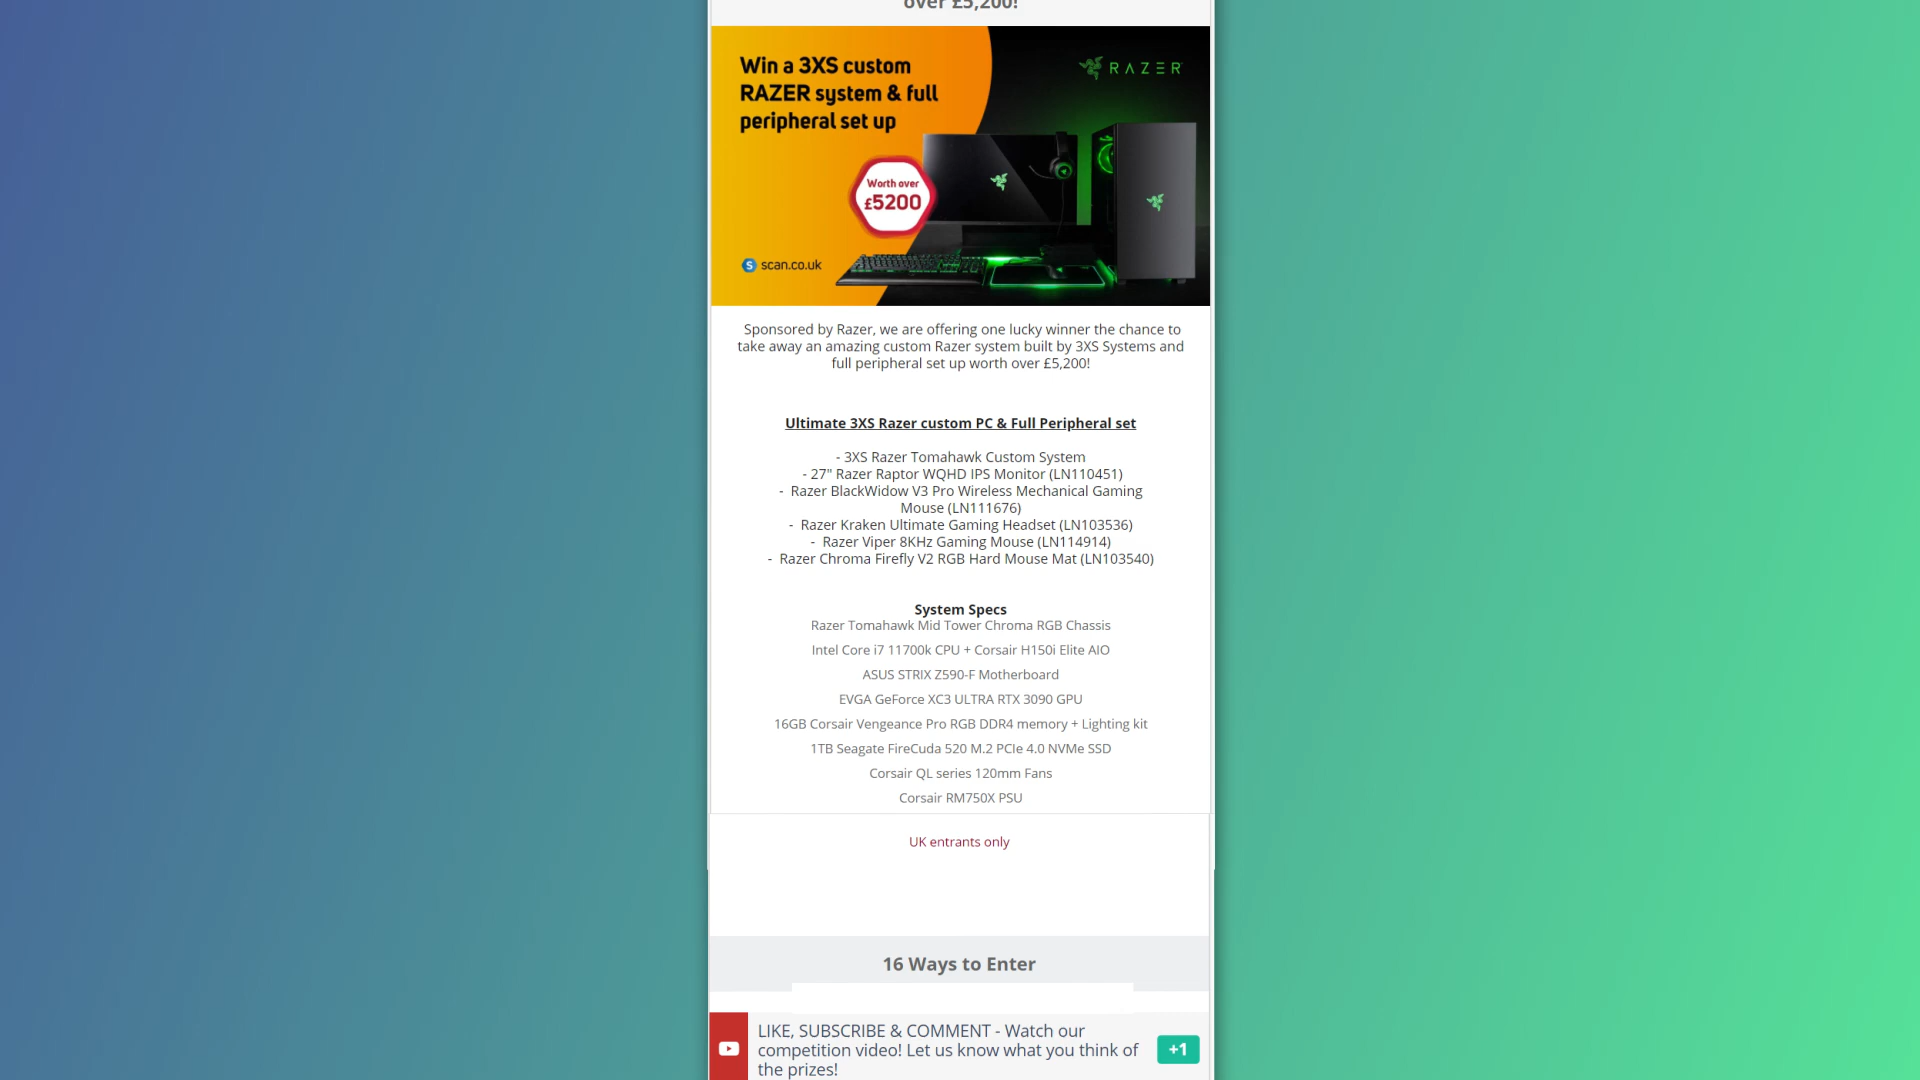 over £5,200!
Win a 3XS custom
RAZER system & full
peripheral set up
RAZER
Worth over
£5200
S scan.co.uk
Sponsored by Razer, we are offering one lucky winner the chance to
take away an amazing custom Razer system built by 3XS Systems and
full peripheral set up worth over £5,200!
Ultimate 3XS Razer custom PC & Full Peripheral set
- 3XS Razer Tomahawk Custom System
- 27" Razer Raptor WQHD IPS Monitor (LN110451)
- Razer BlackWidow V3 Pro Wireless Mechanical Gaming
Mouse (LN111676)
- Razer Kraken Ultimate Gaming Headset (LN103536)
- Razer Viper 8KHz Gaming Mouse (LN114914)
- Razer Chroma Firefly V2 RGB Hard Mouse Mat (LN103540)
System Specs
Razer Tomahawk Mid Tower Chroma RGB Chassis
Intel Core i7 11700k CPU + Corsair H150i Elite AIO
ASUS STRIX Z590-F Motherboard
EVGA GeForce XC3 ULTRA RTX 3090 GPU
16GB Corsair Vengeance Pro RGB DDR4 memory + Lighting kit
1TB Seagate FireCuda 520 M.2 PCIe 4.0 NVMe SSD
Corsair QL series 120mm Fans
Corsair RM750X PSU
UK entrants only
16 Ways to Enter
LIKE, SUBSCRIBE & COMMENT - Watch our
competition video! Let us know what you think of
the prizes!
+1